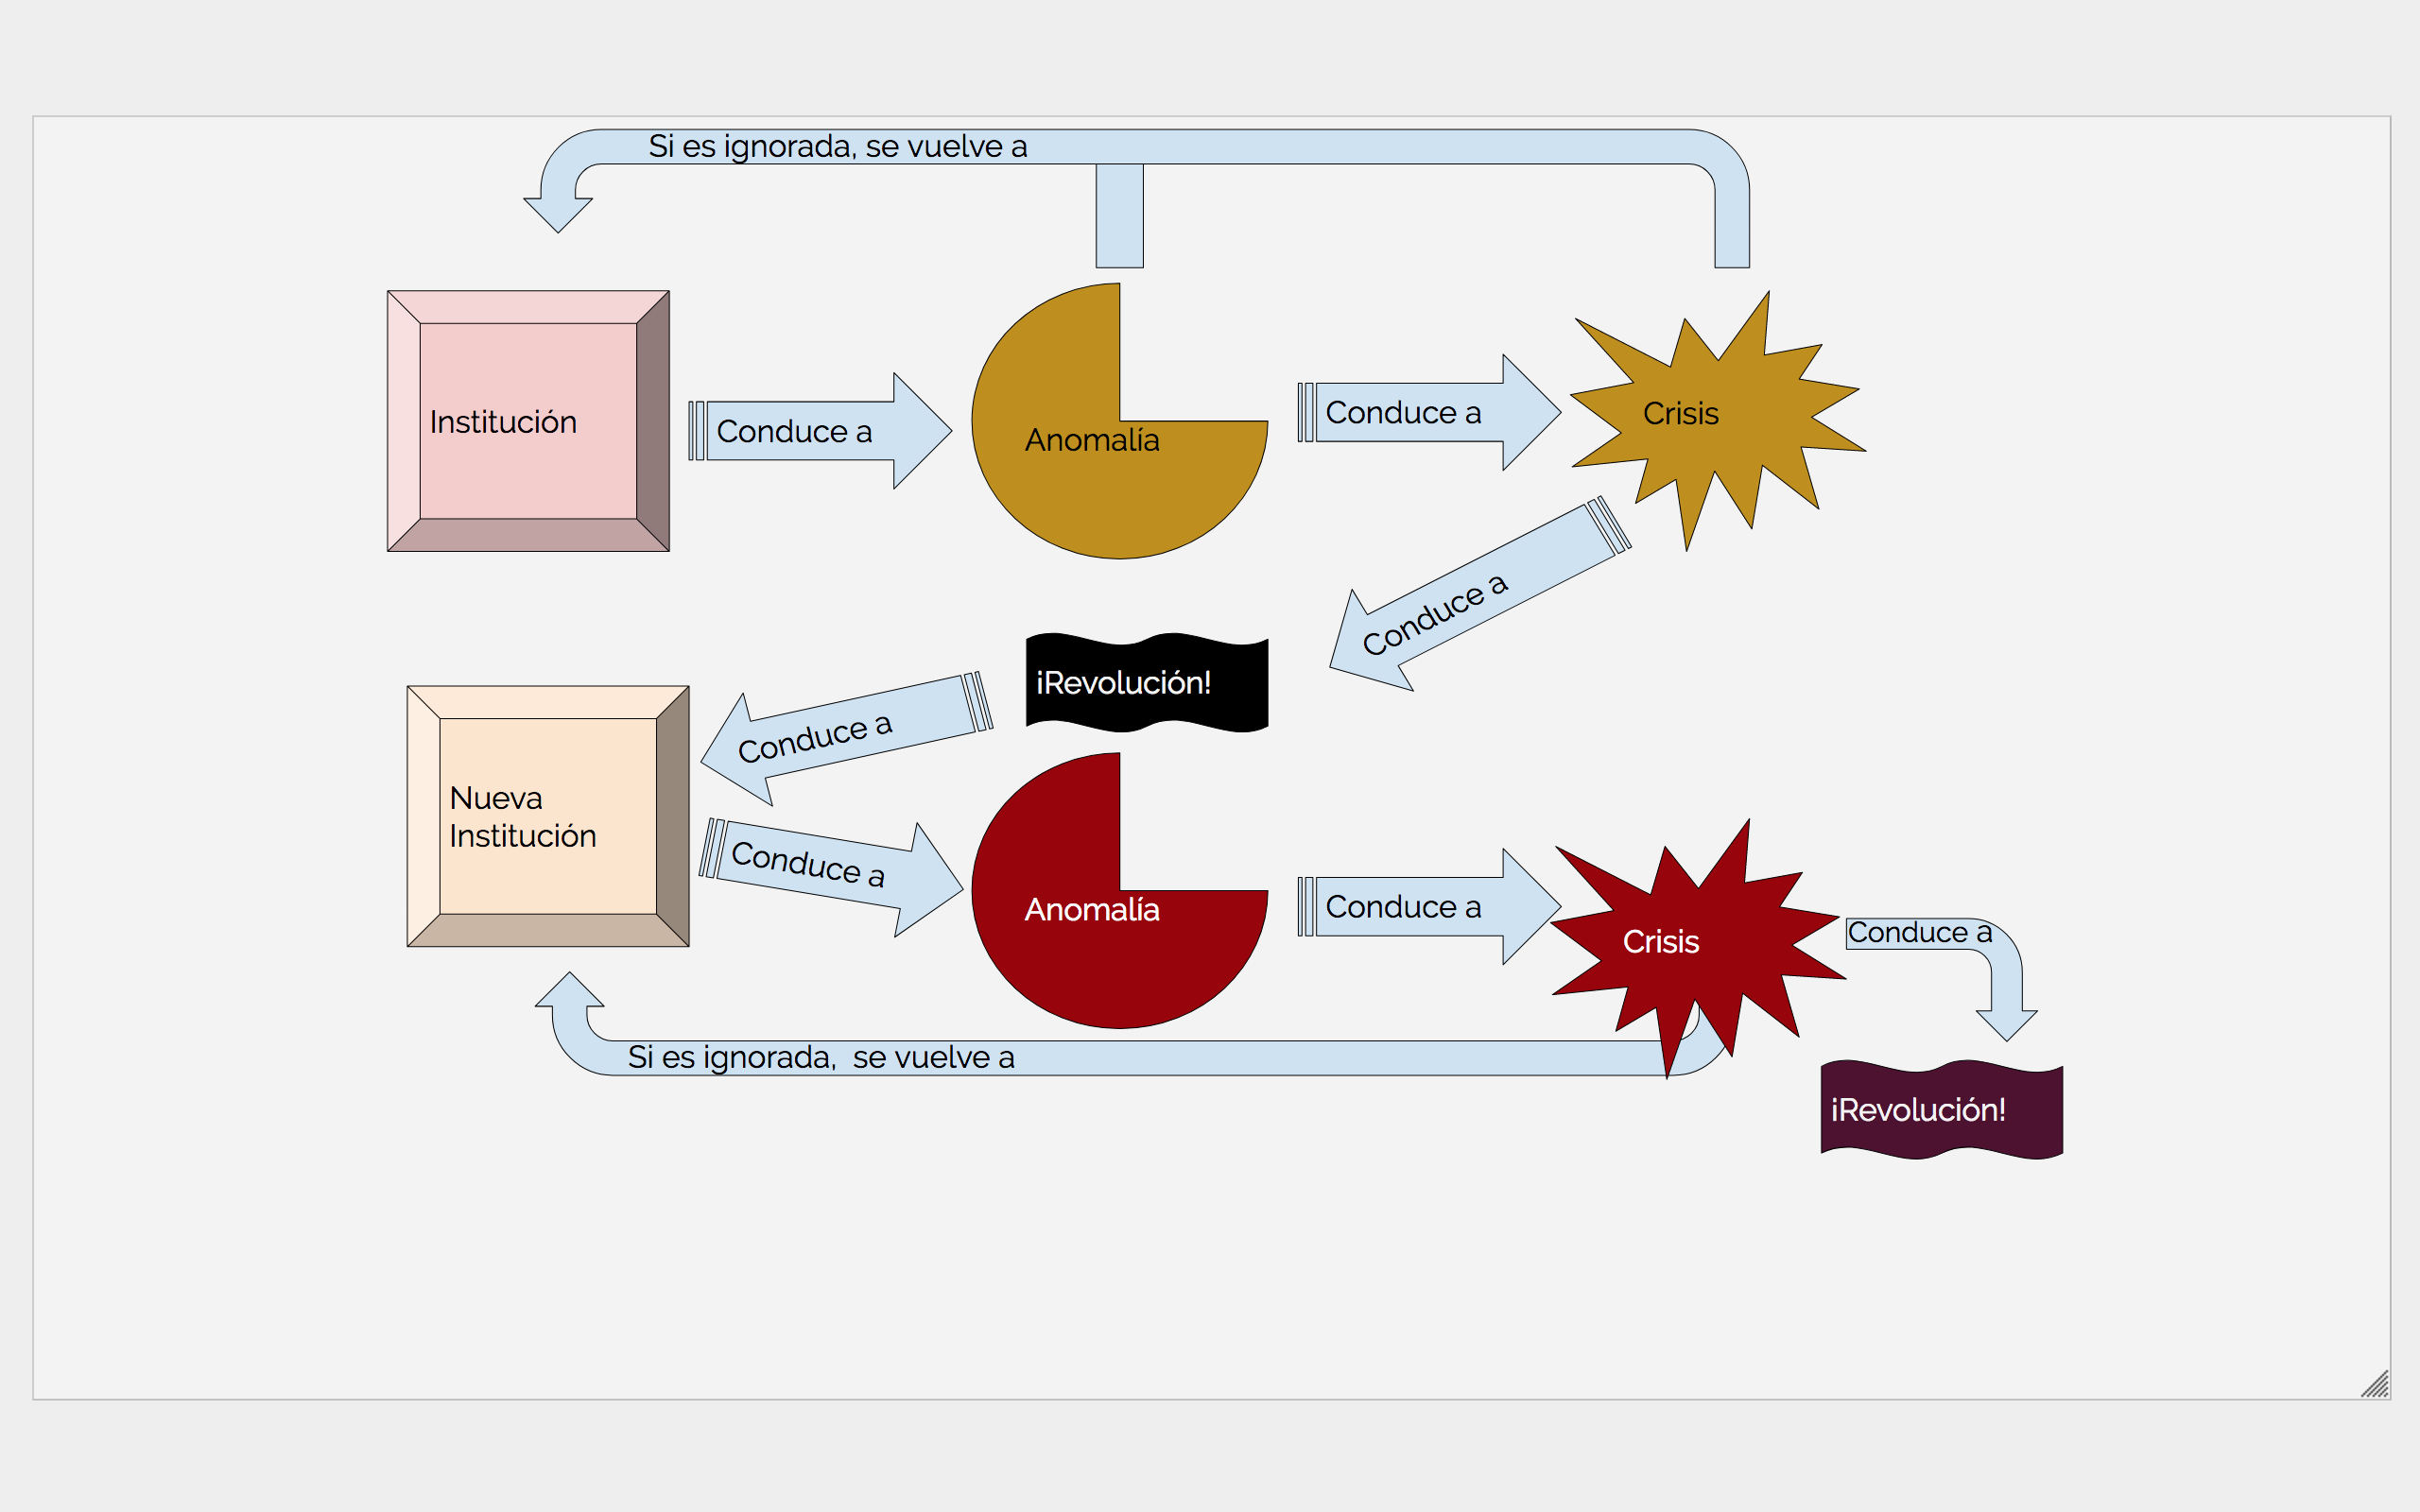 Si es ignorada, se vuelve a
Institución
Conduce a
Anomalía
Conduce a
Crisis
Conduce a
¡Revolución!
Conduce a
Nueva
Institución
Conduce a
Anomalía
Conduce a
Crisis
Conduce a
Si es ignorada,  se vuelve a
¡Revolución!